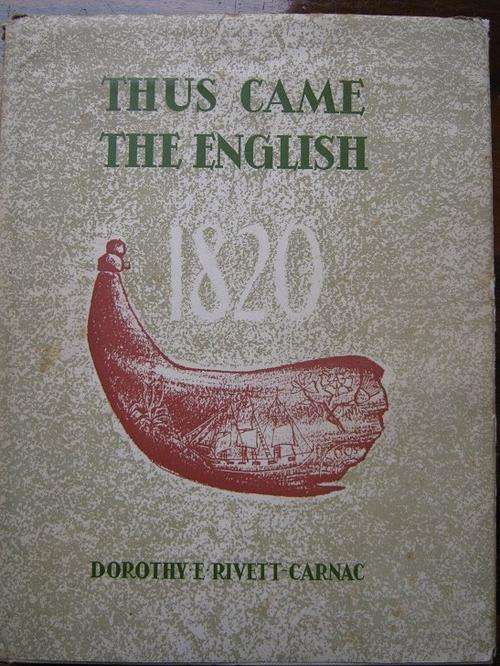 THUS CAME
THE ENGLISH
1820
DOROTHY E RIVETT-CARNAC